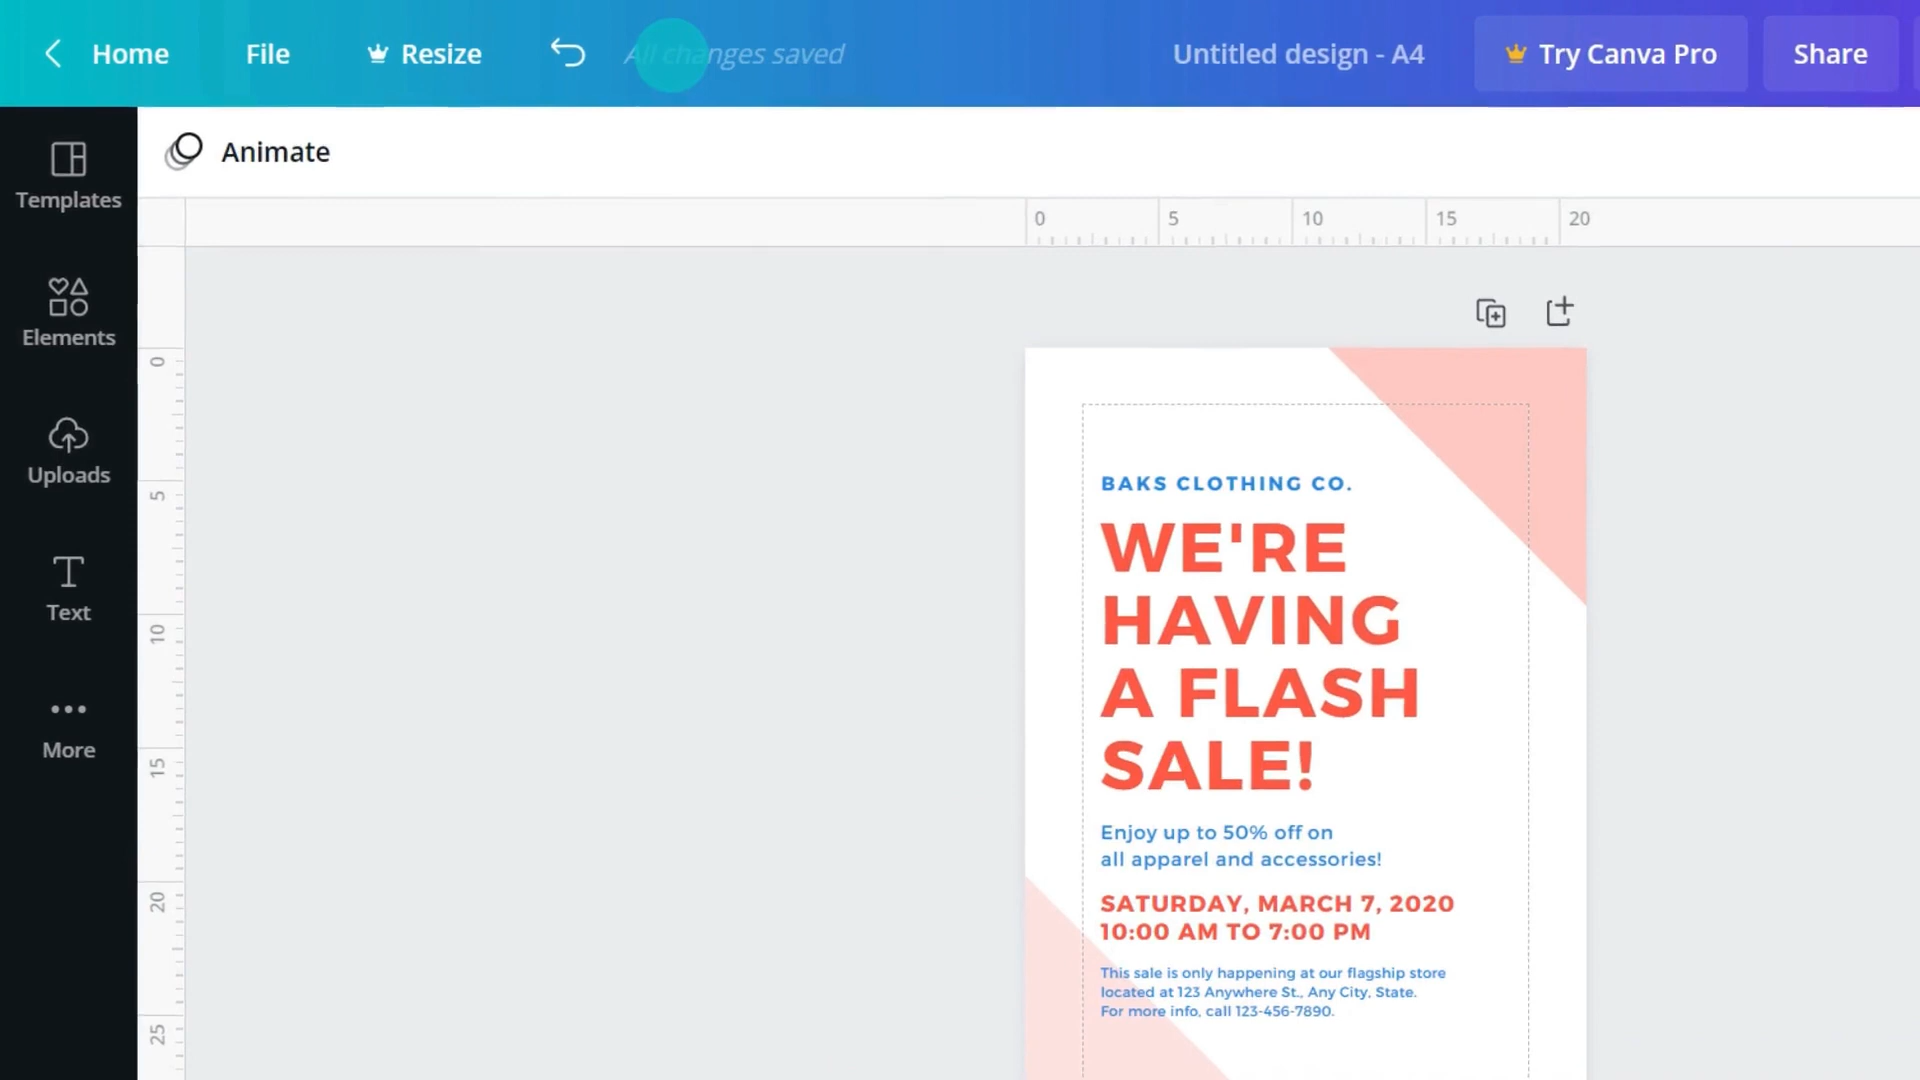 Home
File
Resize
All changes saved
Untitled design - A4
Try Canva Pro
Share
Animate
Templates
Elements
Uploads
Text
More
0
5
10
15
20
0
5
10
15
20
25
BAKS CLOTHING CO.
WE'RE
HAVING
A FLASH
SALE!
Enjoy up to 50% off on
all apparel and accessories!
SATURDAY, MARCH 7, 2020
10:00 AM TO 7:00 PM
This sale is only happening at our flagship store
located at 123 Anywhere St., Any City, State.
For more info, call 123-456-7890.